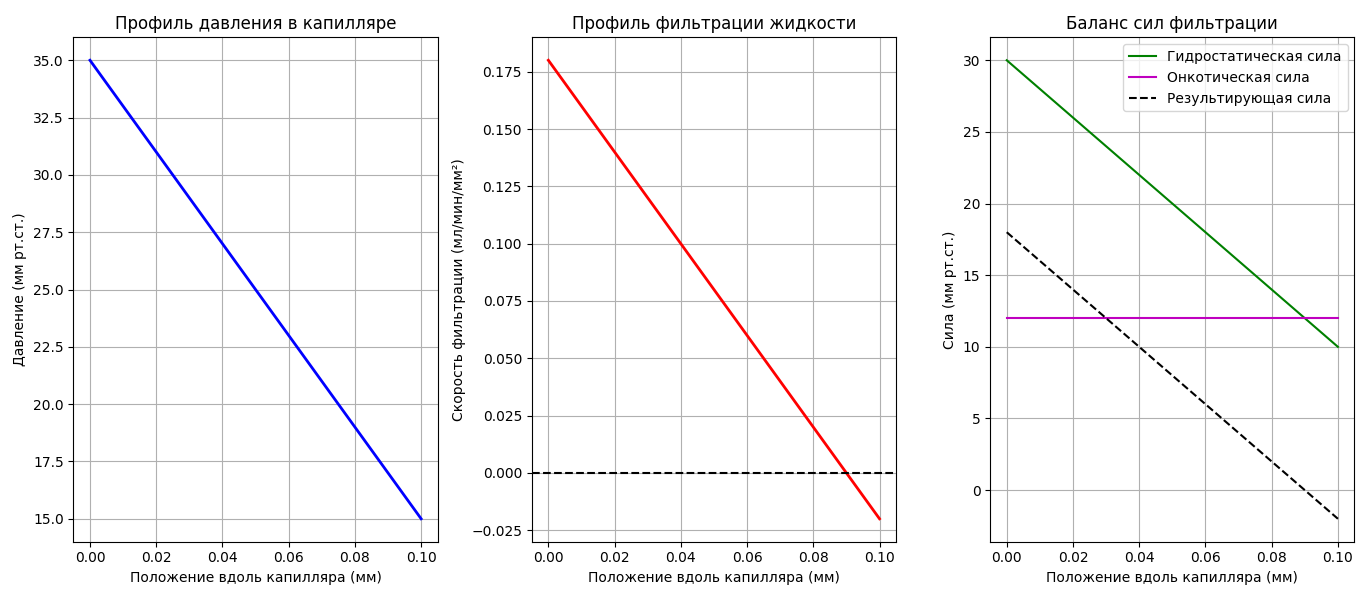 Профиль давления в капилляре
Давление (мм рт.ст.)
35.0
32.5
30.0
27.5
25.0
22.5
20.0
17.5
15.0
0.00 0.02 0.04 0.06 0.08 0.10
Положение вдоль капилляра (мм)
Профиль фильтрации жидкости
Скорость фильтрации (мл/мин/мм²)
0.175
0.150
0.125
0.100
0.075
0.050
0.025
0.000
−0.025
0.00 0.02 0.04 0.06 0.08 0.10
Положение вдоль капилляра (мм)
Баланс сил фильтрации
Гидростатическая сила
Онкотическая сила
Результирующая сила
Сила (мм рт.ст.)
30
25
20
15
10
5
0
0.00 0.02 0.04 0.06 0.08 0.10
Положение вдоль капилляра (мм)